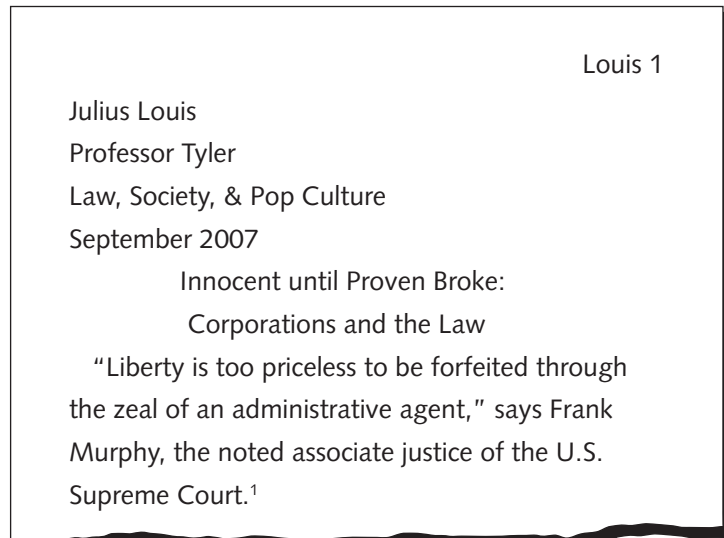 Louis 1
Julius Louis
Professor Tyler
Law, Society, & Pop Culture
September 2007
Innocent until Proven Broke:
Corporations and the Law
“Liberty is too priceless to be forfeited through
the zeal of an administrative agent,” says Frank
Murphy, the noted associate justice of the U.S.
Supreme Court.¹